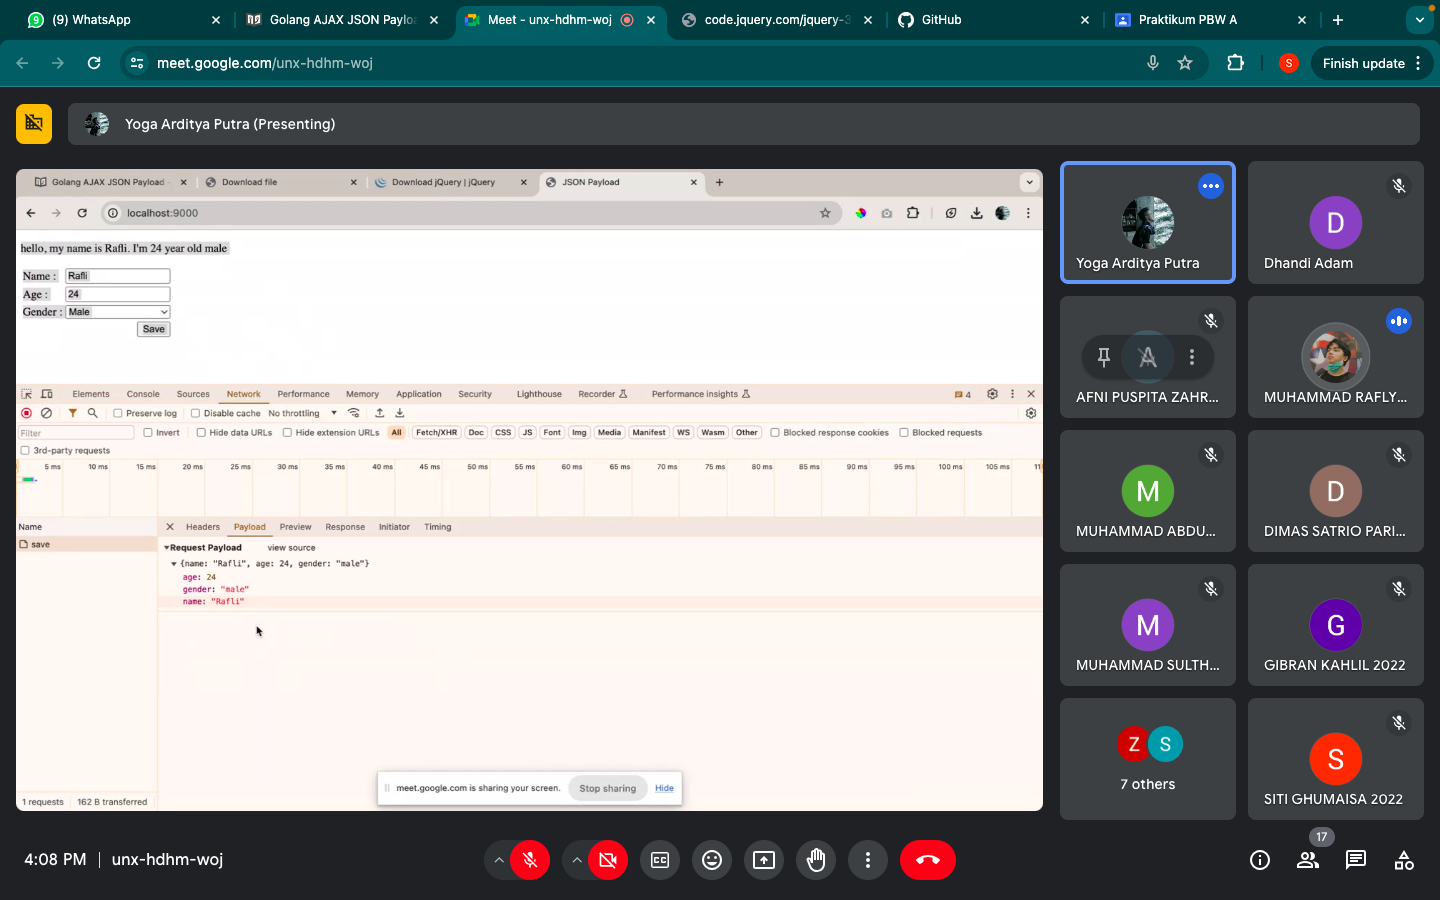 (9) WhatsApp
Golang AJAX JSON Payloa
Meet - unx-hdhm-woj
code.jquery.com/jquery-3
GitHub
Praktikum PBW A
meet.google.com/unx-hdhm-woj
S
Finish update
Yoga Arditya Putra (Presenting)
Golang AJAX JSON Payload
Download file
Download jQuery | jQuery
JSON Payload
localhost:9000
hello, my name is Rafli. I'm 24 year old male
Name : Rafli
Age : 24
Gender : Male
Save
Elements Console Sources Network Performance Memory Application Security Lighthouse Recorder Performance insights 4
Preserve log Disable cache No throttling
Filter Invert Hide data URLs Hide extension URLs All Fetch/XHR Doc CSS JS Font Img Media Manifest WS Wasm Other Blocked response cookies Blocked requests
3rd-party requests
5 ms 10 ms 15 ms 20 ms 25 ms 30 ms 35 ms 40 ms 45 ms 50 ms 55 ms 60 ms 65 ms 70 ms 75 ms 80 ms 85 ms 90 ms 95 ms 100 ms 105 ms 11
Name Headers Payload Preview Response Initiator Timing
save
Request Payload view source
{name: "Rafli", age: 24, gender: "male"}
age: 24
gender: "male"
name: "Rafli"
1 requests 162 B transferred
meet.google.com is sharing your screen. Stop sharing Hide
Yoga Arditya Putra
D
Dhandi Adam
A
AFNI PUSPITA ZAHR...
MUHAMMAD RAFLY...
M
MUHAMMAD ABDU...
D
DIMAS SATRIO PARI...
M
MUHAMMAD SULTH...
G
GIBRAN KAHLIL 2022
Z S
7 others
S
SITI GHUMAISA 2022
4:08 PM | unx-hdhm-woj
CC
17